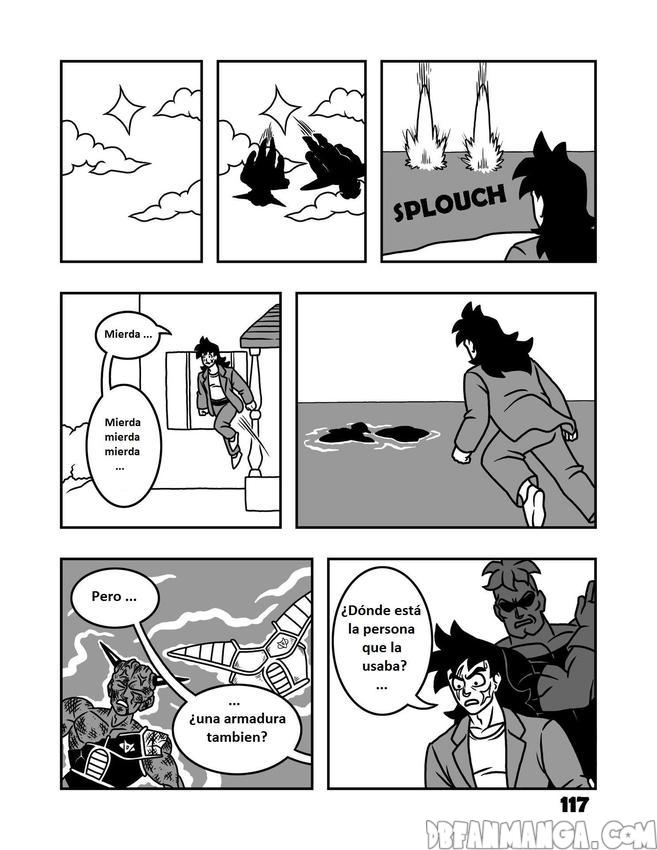 SPLOUCH
Mierda ...
Mierda
mierda
mierda
...
Pero ...
...
¿una armadura
tambien?
¿Dónde está
la persona
que la
usaba?
...
117
DBFANMANGA.COM